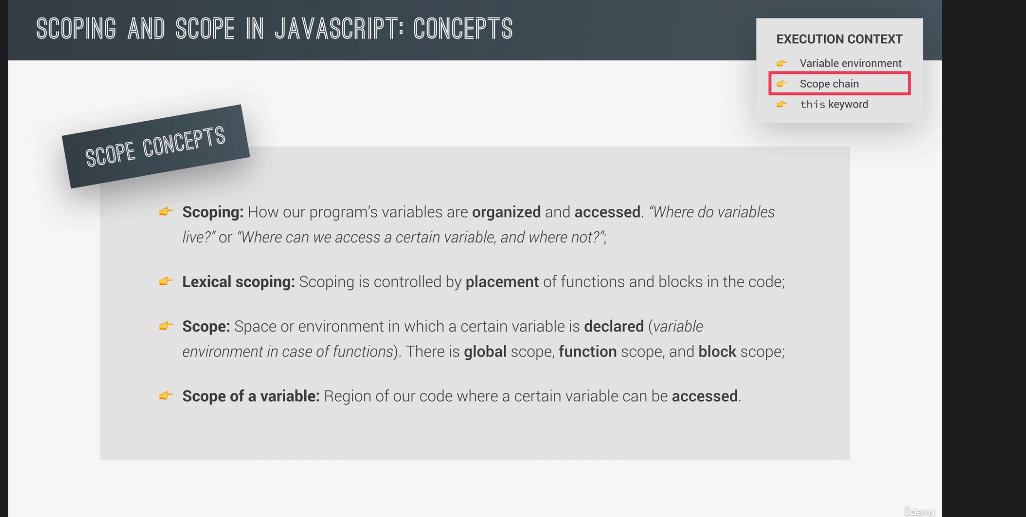 SCOPING AND SCOPE IN JAVASCRIPT: CONCEPTS
EXECUTION CONTEXT
👉 Variable environment
👉 Scope chain
👉 this keyword
SCOPE CONCEPTS
👉 Scoping: How our program’s variables are organized and accessed. “Where do variables
live?” or “Where can we access a certain variable, and where not?”;
👉 Lexical scoping: Scoping is controlled by placement of functions and blocks in the code;
👉 Scope: Space or environment in which a certain variable is declared (variable
environment in case of functions). There is global scope, function scope, and block scope;
👉 Scope of a variable: Region of our code where a certain variable can be accessed.
Udemy